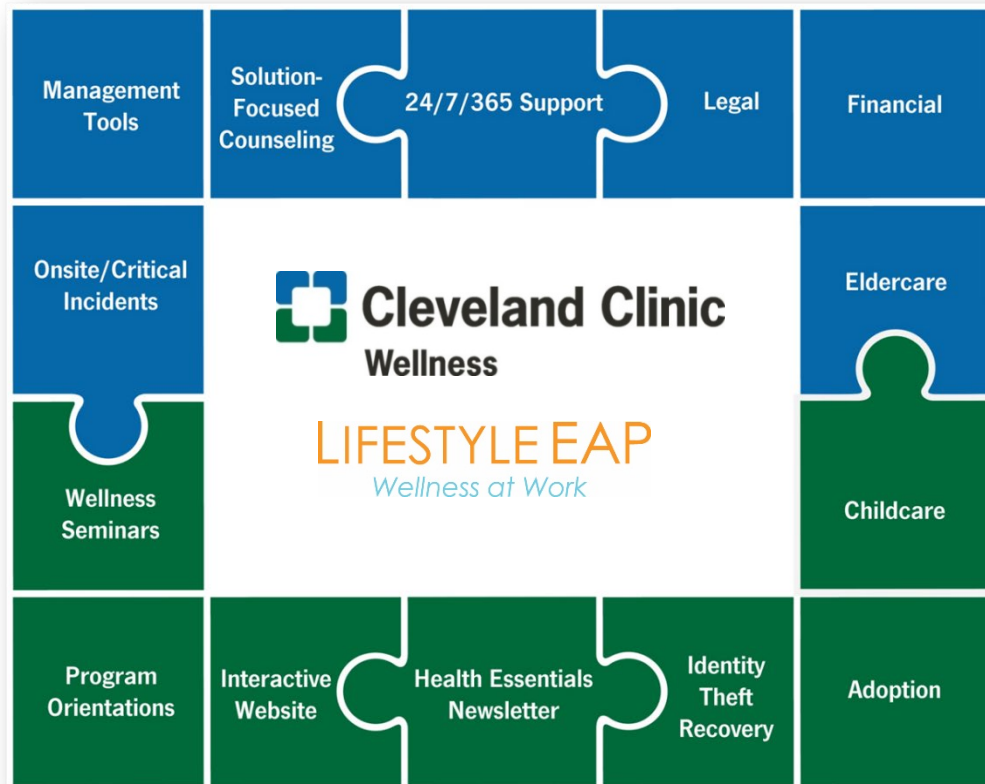 Management
Tools
Solution-
Focused
Counseling
24/7/365 Support
Legal
Financial
Onsite/Critical
Incidents
Cleveland Clinic
Wellness
LIFESTYLE EAP
Wellness at Work
Eldercare
Wellness
Seminars
Childcare
Program
Orientations
Interactive
Website
Health Essentials
Newsletter
Identity
Theft
Recovery
Adoption